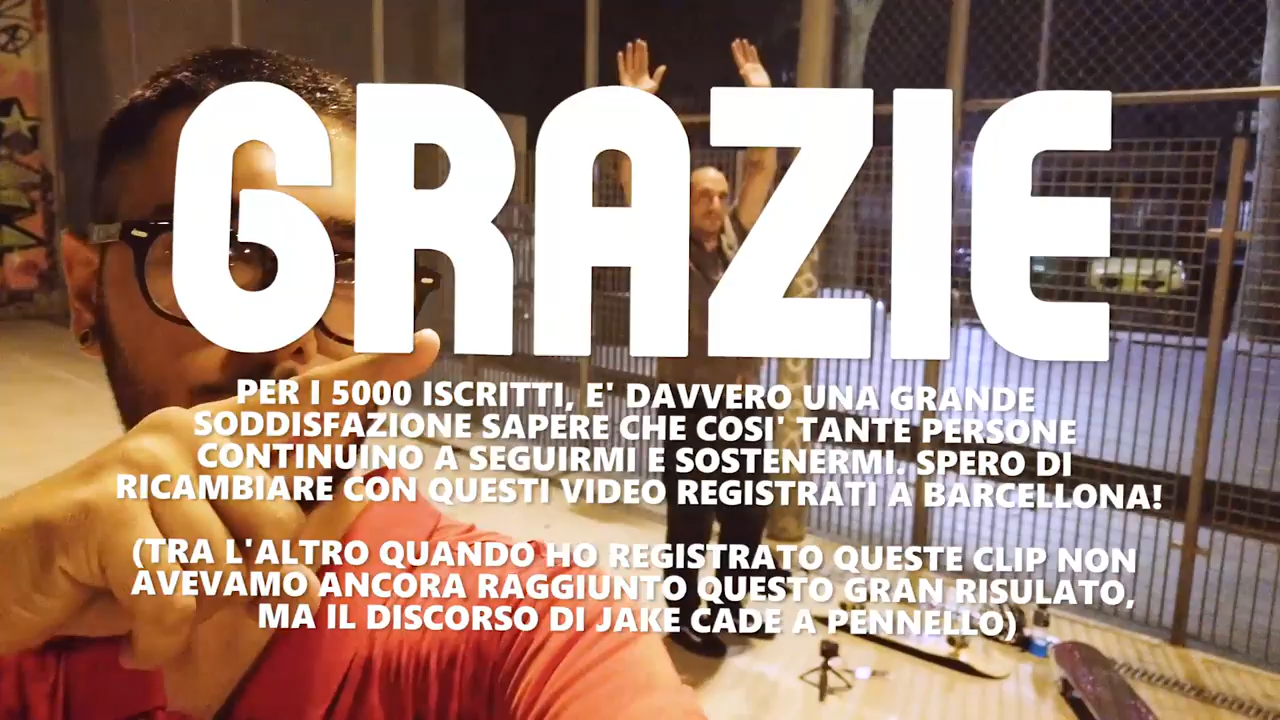 GRAZIE
PER I 5000 ISCRITTI, E' DAVVERO UNA GRANDE
SODDISFAZIONE SAPERE CHE COSI' TANTE PERSONE
CONTINUINO A SEGUIRMI E SOSTENERMI. SPERO DI
RICAMBIARE CON QUESTI VIDEO REGISTRATI A BARCELLONA!
(TRA L'ALTRO QUANDO HO REGISTRATO QUESTE CLIP NON
AVEVAMO ANCORA RAGGIUNTO QUESTO GRAN RISULATO,
MA IL DISCORSO DI JAKE CADE A PENNELLO)